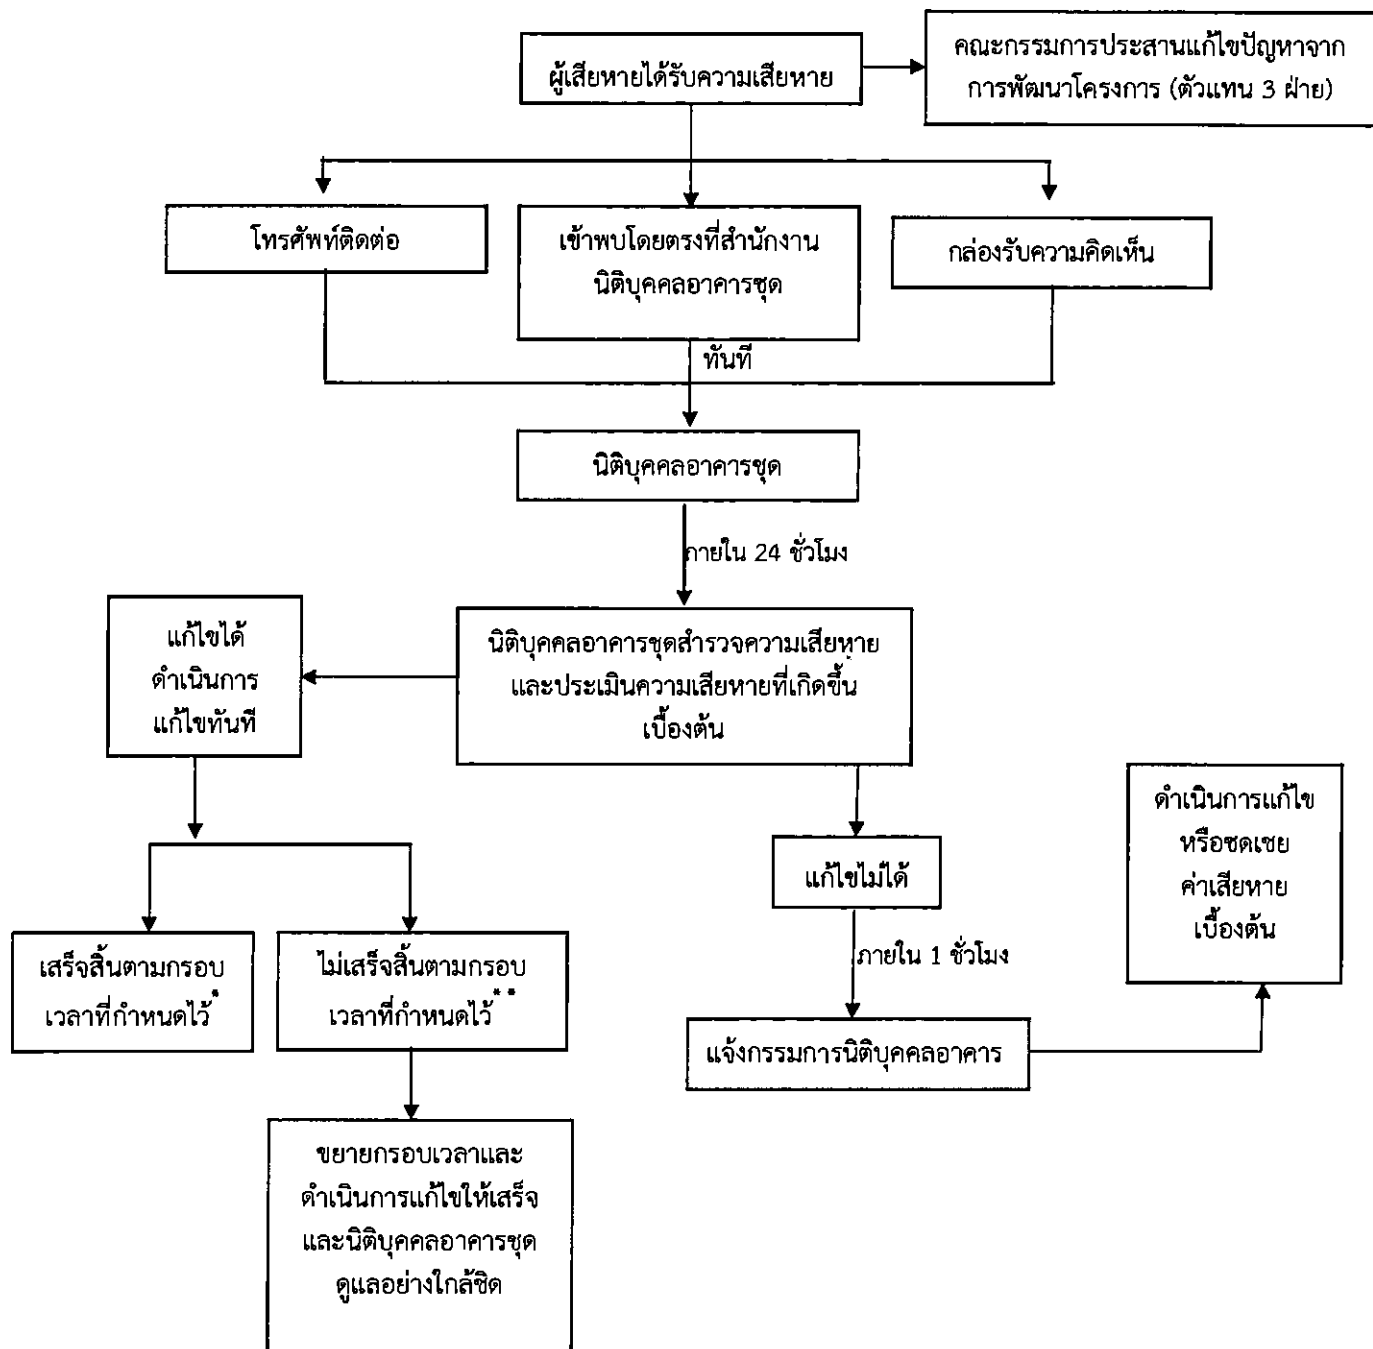 คณะกรรมการประสานแก้ไขปัญหาจาก
การพัฒนาโครงการ (ตัวแทน 3 ฝ่าย)
ผู้เสียหายได้รับความเสียหาย
โทรศัพท์ติดต่อ
เข้าพบโดยตรงที่สำนักงาน
นิติบุคคลอาคารชุด
กล่องรับความคิดเห็น
ทันที
นิติบุคคลอาคารชุด
ภายใน 24 ชั่วโมง
แก้ไขได้
ดำเนินการ
แก้ไขทันที
นิติบุคคลอาคารชุดสำรวจความเสียหาย
และประเมินความเสียหายที่เกิดขึ้น
เบื้องต้น
ดำเนินการแก้ไข
หรือชดเชย
ค่าเสียหาย
เบื้องต้น
แก้ไขไม่ได้
ภายใน 1 ชั่วโมง
เสร็จสิ้นตามกรอบ
เวลาที่กำหนดไว้*
ไม่เสร็จสิ้นตามกรอบ
เวลาที่กำหนดไว้**
แจ้งกรรมการนิติบุคคลอาคาร
ขยายกรอบเวลาและ
ดำเนินการแก้ไขให้เสร็จ
และนิติบุคคลอาคารชุด
ดูแลอย่างใกล้ชิด